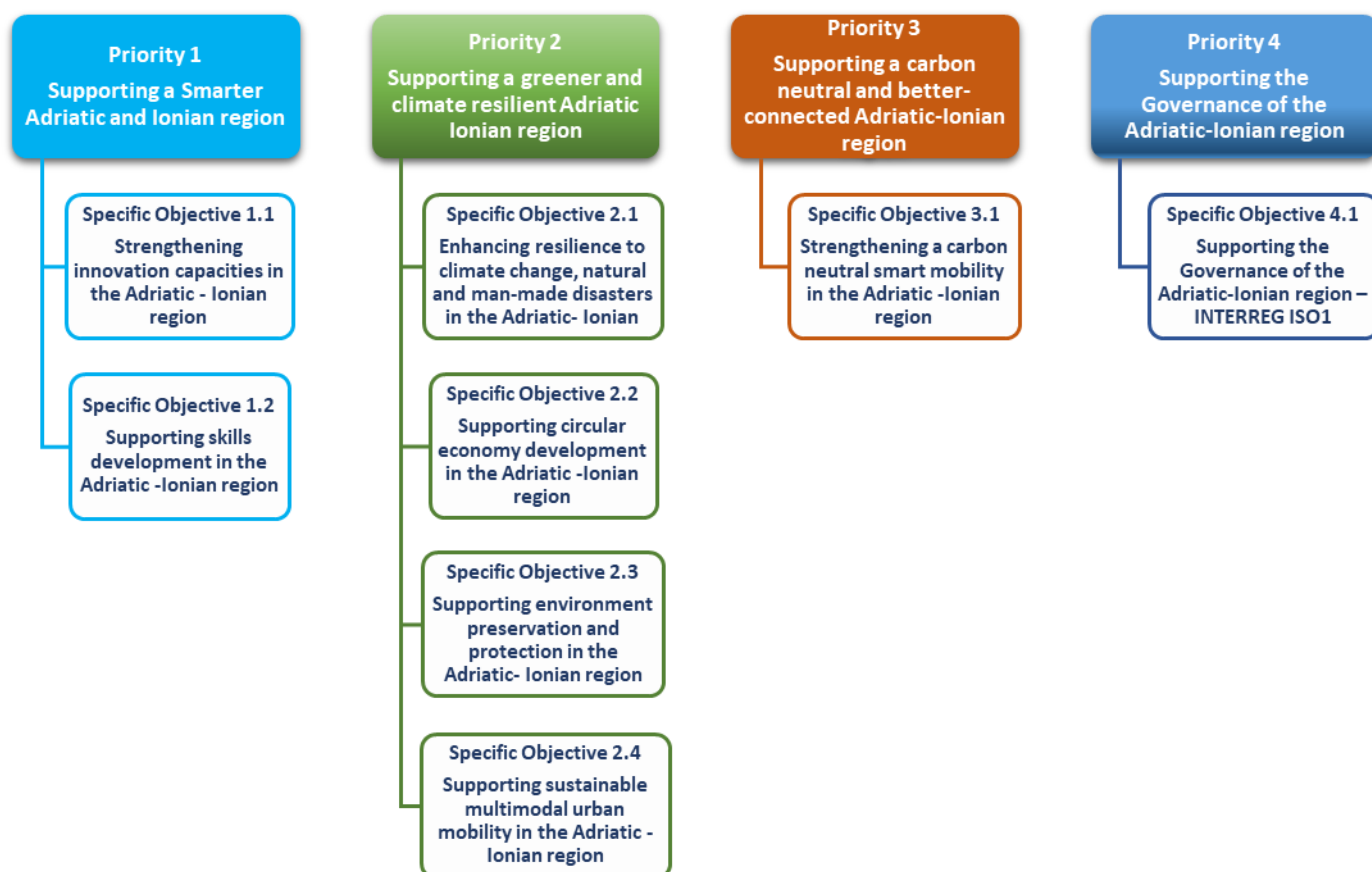 Priority 1
Supporting a Smarter
Adriatic and Ionian region
Specific Objective 1.1
Strengthening
innovation capacities in
the Adriatic - Ionian
region
Specific Objective 1.2
Supporting skills
development in the
Adriatic -Ionian region
Priority 2
Supporting a greener and
climate resilient Adriatic
Ionian region
Specific Objective 2.1
Enhancing resilience to
climate change, natural
and man-made disasters
in the Adriatic- Ionian
Specific Objective 2.2
Supporting circular
economy development
in the Adriatic -Ionian
region
Specific Objective 2.3
Supporting environment
preservation and
protection in the
Adriatic- Ionian region
Specific Objective 2.4
Supporting sustainable
multimodal urban
mobility in the Adriatic -
Ionian region
Priority 3
Supporting a carbon
neutral and better-
connected Adriatic-Ionian
region
Specific Objective 3.1
Strengthening a carbon
neutral smart mobility
in the Adriatic -Ionian
region
Priority 4
Supporting the
Governance of the
Adriatic-Ionian region
Specific Objective 4.1
Supporting the
Governance of the
Adriatic-Ionian region –
INTERREG ISO1